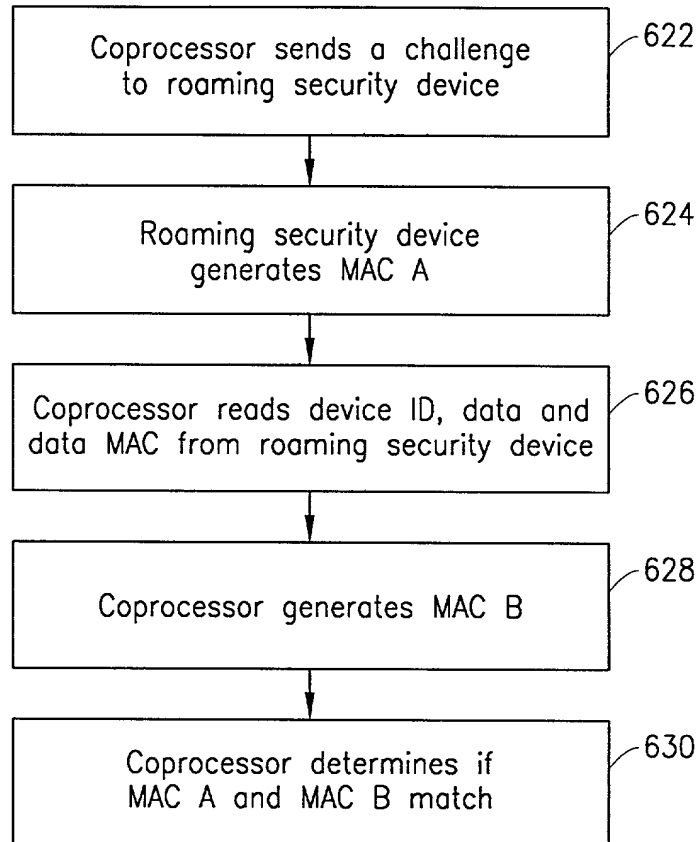 Coprocessor sends a challenge
to roaming security device
622
Roaming security device
generates MAC A
624
Coprocessor reads device ID, data and
data MAC from roaming security device
626
Coprocessor generates MAC B
628
Coprocessor determines if
MAC A and MAC B match
630